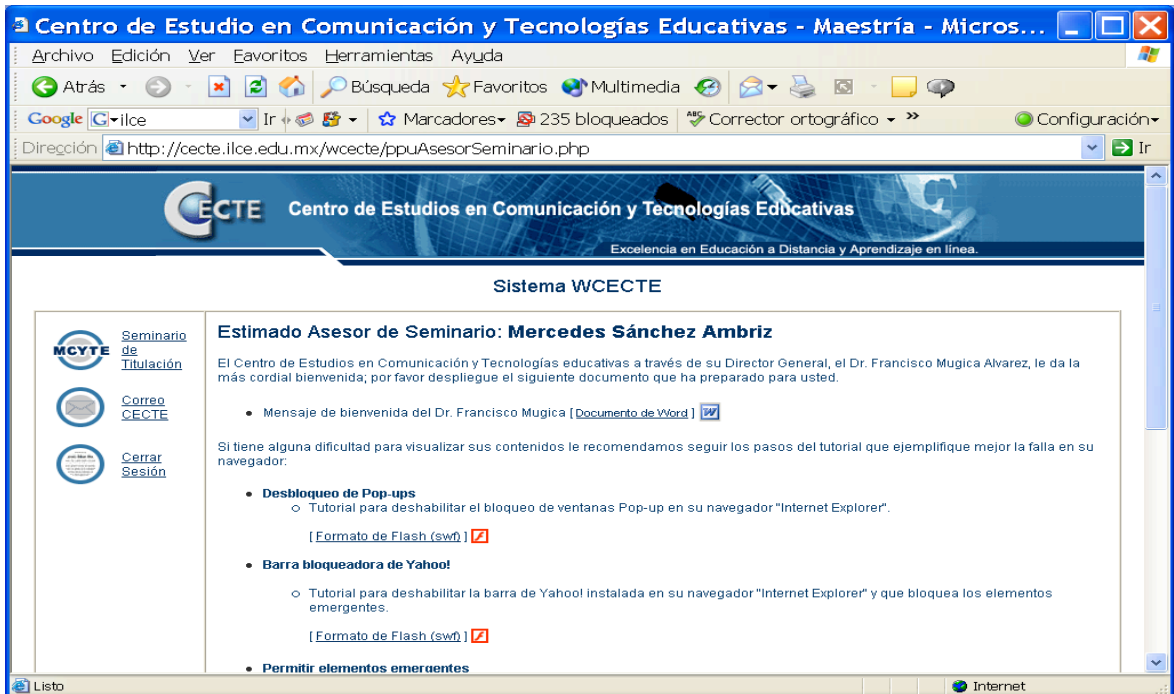 Centro de Estudio en Comunicación y Tecnologías Educativas - Maestría - Micros...
Archivo Edición Ver Favoritos Herramientas Ayuda
Atrás Búsqueda Favoritos Multimedia
Google G ilce Ir Marcadores 235 bloqueados ABC Corrector ortográfico » Configuración
Dirección http://cecte.ilce.edu.mx/wcecte/ppuAsesorSeminario.php Ir
CECTE Centro de Estudios en Comunicación y Tecnologías Educativas
Excelencia en Educación a Distancia y Aprendizaje en línea.
Sistema WCECTE
MCYTE
Seminario
de
Titulación
Correo
CECTE
Cerrar
Sesión
Estimado Asesor de Seminario: Mercedes Sánchez Ambriz
El Centro de Estudios en Comunicación y Tecnologías educativas a través de su Director General, el Dr. Francisco Mugica Alvarez, le da la
más cordial bienvenida; por favor despliegue el siguiente documento que ha preparado para usted.
• Mensaje de bienvenida del Dr. Francisco Mugica [ Documento de Word ]
Si tiene alguna dificultad para visualizar sus contenidos le recomendamos seguir los pasos del tutorial que ejemplifique mejor la falla en su
navegador:
• Desbloqueo de Pop-ups
o Tutorial para deshabilitar el bloqueo de ventanas Pop-up en su navegador "Internet Explorer".
[ Formato de Flash (swf) ]
• Barra bloqueadora de Yahoo!
o Tutorial para deshabilitar la barra de Yahoo! instalada en su navegador "Internet Explorer" y que bloquea los elementos
emergentes.
[ Formato de Flash (swf) ]
• Permitir elementos emergentes
Listo Internet